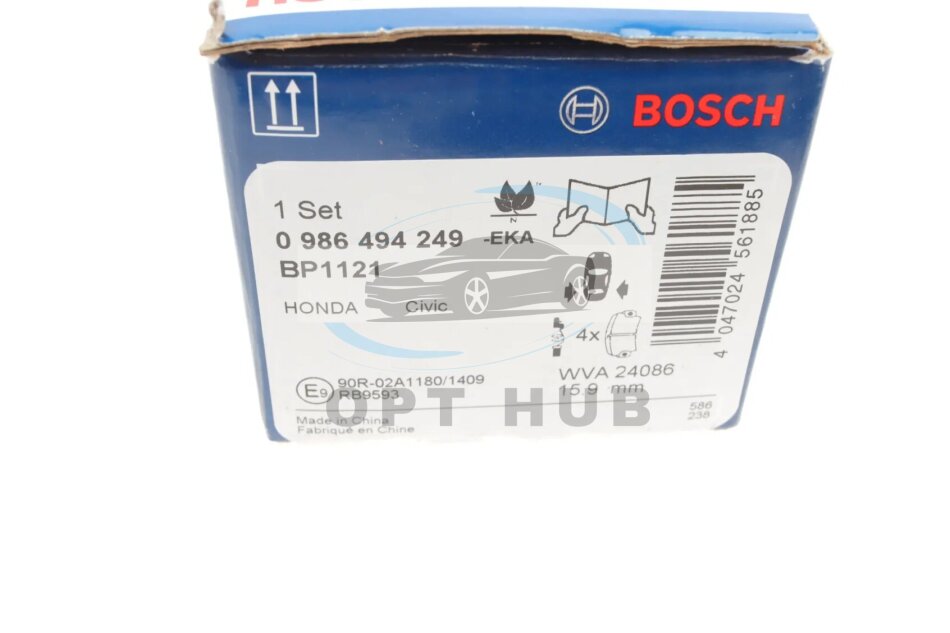 BOSCH
1 Set
0 986 494 249 -EKA
BP1121
HONDA Civic
4x
E9 90R-02A1180/1409
RB9593
WVA 24086
15,9 mm
Made in China
Fabriqué en Chine
586
238
4 047024 561885
OPT HUB